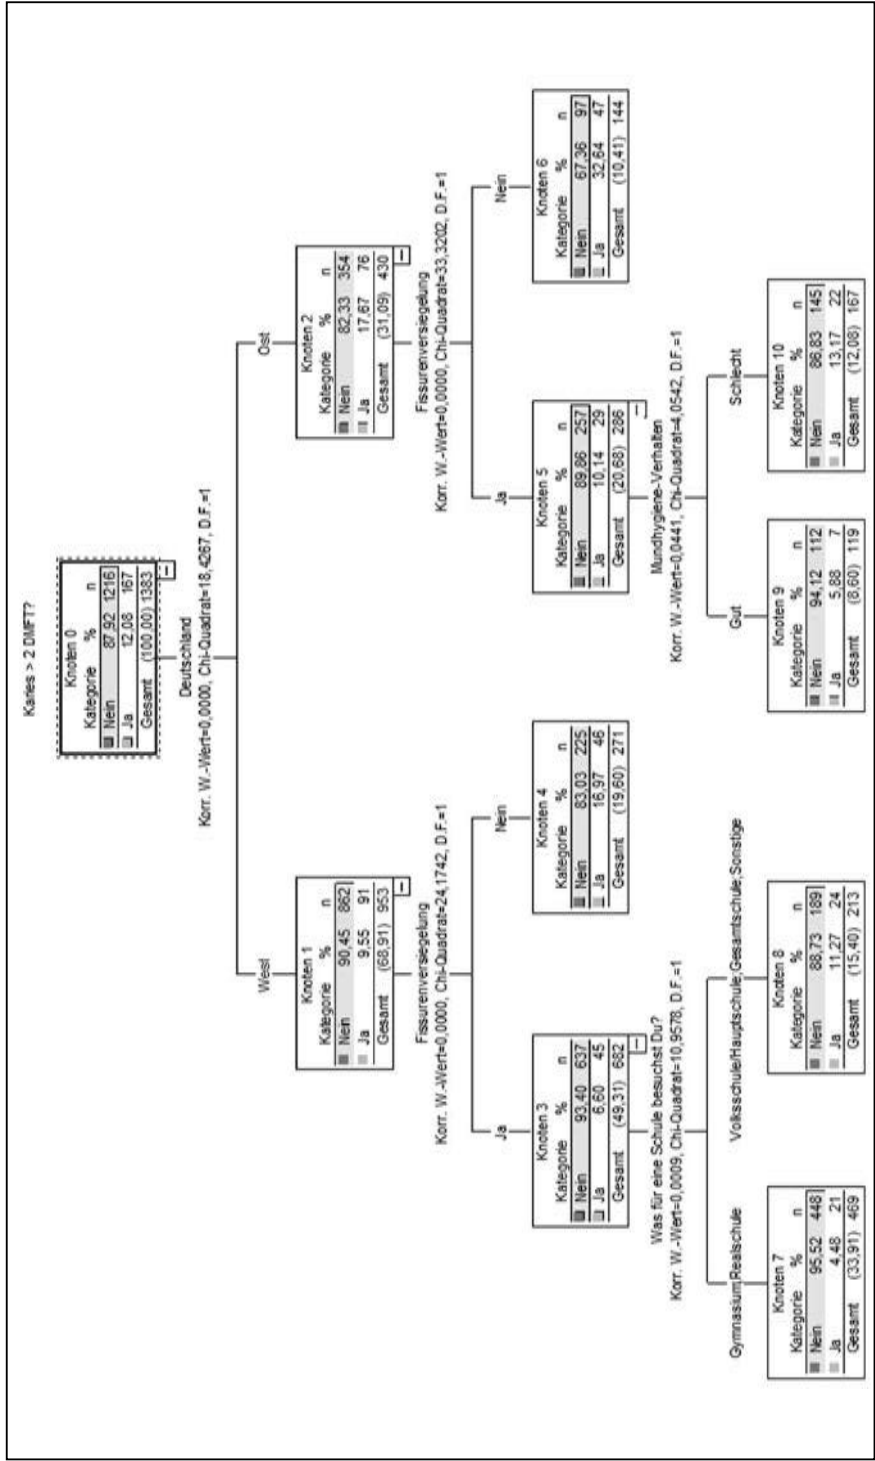 Karies > 2 DMFT?
Knoten 0
Kategorie % n
Nein 87,92 1216
Ja 12,08 167
Gesamt (100,00) 1383
Deutschland
Korr. W.-Wert=0,0000, Chi-Quadrat=18,4267, D.F.=1
West
Ost
Knoten 1
Kategorie % n
Nein 90,45 862
Ja 9,55 91
Gesamt (68,91) 953
Knoten 2
Kategorie % n
Nein 82,33 354
Ja 17,67 76
Gesamt (31,09) 430
Fissurenversiegelung
Korr. W.-Wert=0,0000, Chi-Quadrat=24,1742, D.F.=1
Fissurenversiegelung
Korr. W.-Wert=0,0000, Chi-Quadrat=33,3202, D.F.=1
Ja
Nein
Ja
Nein
Knoten 3
Kategorie % n
Nein 93,40 637
Ja 6,60 45
Gesamt (49,31) 682
Knoten 4
Kategorie % n
Nein 83,03 225
Ja 16,97 46
Gesamt (19,60) 271
Knoten 5
Kategorie % n
Nein 89,86 257
Ja 10,14 29
Gesamt (20,68) 286
Knoten 6
Kategorie % n
Nein 67,36 97
Ja 32,64 47
Gesamt (10,41) 144
Was für eine Schule besuchst Du?
Korr. W.-Wert=0,0009, Chi-Quadrat=10,9578, D.F.=1
Mundhygiene-Verhalten
Korr. W.-Wert=0,0441, Chi-Quadrat=4,0542, D.F.=1
Gymnasium;Realschule
Volksschule/Hauptschule;Gesamtschule;Sonstige
Gut
Schlecht
Knoten 7
Kategorie % n
Nein 95,52 448
Ja 4,48 21
Gesamt (33,91) 469
Knoten 8
Kategorie % n
Nein 88,73 189
Ja 11,27 24
Gesamt (15,40) 213
Knoten 9
Kategorie % n
Nein 94,12 112
Ja 5,88 7
Gesamt (8,60) 119
Knoten 10
Kategorie % n
Nein 86,83 145
Ja 13,17 22
Gesamt (12,08) 167